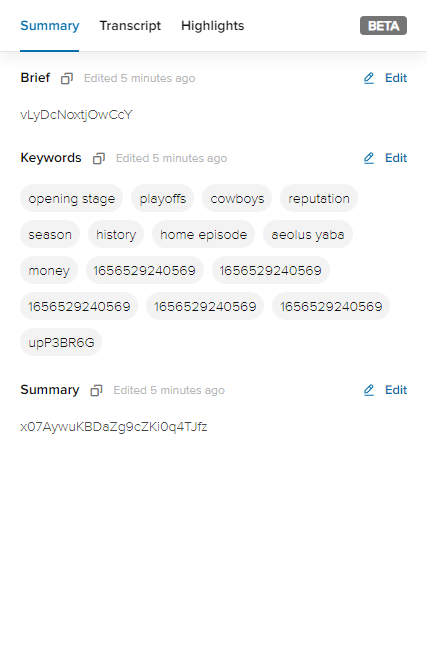 Summary Transcript Highlights BETA
Brief Edited 5 minutes ago Edit
vLyDcNoxtjOwCcY
Keywords Edited 5 minutes ago Edit
opening stage playoffs cowboys reputation
season history home episode aeolus yaba
money 1656529240569 1656529240569
1656529240569 1656529240569 1656529240569
upP3BR6G
Summary Edited 5 minutes ago Edit
x07AywuKBDaZg9cZKi0q4TJfz